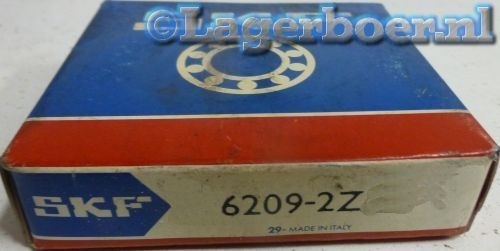 ©Lagerboer.nl
SKF
6209-2Z
29- MADE IN ITALY